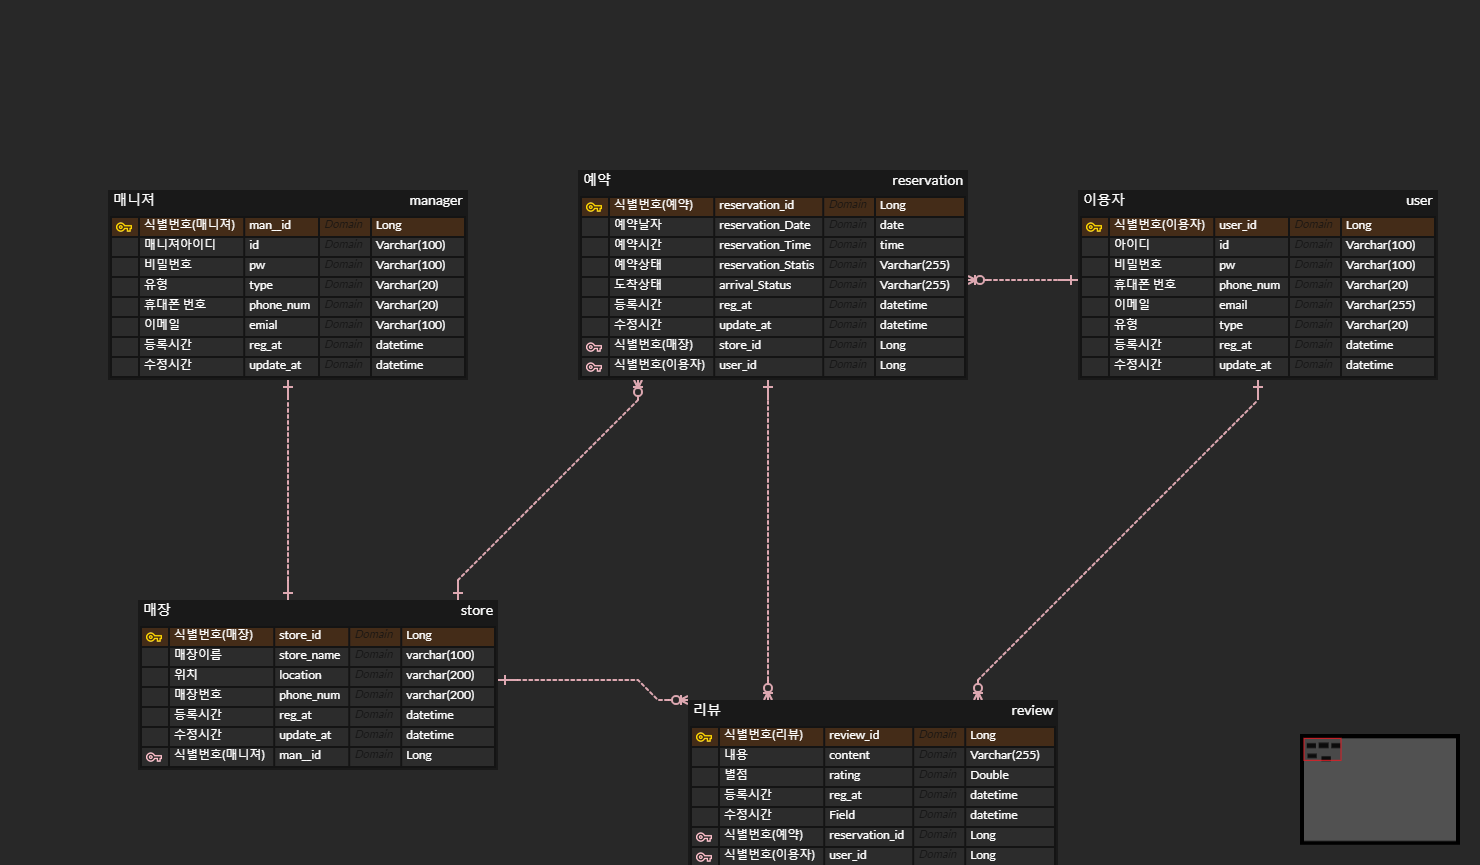 매니져 manager
식별번호(매니져) man__id Domain Long
매니져아이디 id Domain Varchar(100)
비밀번호 pw Domain Varchar(100)
유형 type Domain Varchar(20)
휴대폰 번호 phone_num Domain Varchar(20)
이메일 emial Domain Varchar(100)
등록시간 reg_at Domain datetime
수정시간 update_at Domain datetime
예약 reservation
식별번호(예약) reservation_id Domain Long
예약날자 reservation_Date Domain date
예약시간 reservation_Time Domain time
예약상태 reservation_Statis Domain Varchar(255)
도착상태 arrival_Status Domain Varchar(255)
등록시간 reg_at Domain datetime
수정시간 update_at Domain datetime
식별번호(매장) store_id Domain Long
식별번호(이용자) user_id Domain Long
이용자 user
식별번호(이용자) user_id Domain Long
아이디 id Domain Varchar(100)
비밀번호 pw Domain Varchar(100)
휴대폰 번호 phone_num Domain Varchar(20)
이메일 email Domain Varchar(255)
유형 type Domain Varchar(20)
등록시간 reg_at Domain datetime
수정시간 update_at Domain datetime
매장 store
식별번호(매장) store_id Domain Long
매장이름 store_name Domain varchar(100)
위치 location Domain varchar(200)
매장번호 phone_num Domain varchar(200)
등록시간 reg_at Domain datetime
수정시간 update_at Domain datetime
식별번호(매니져) man__id Domain Long
리뷰 review
식별번호(리뷰) review_id Domain Long
내용 content Domain Varchar(255)
별점 rating Domain Double
등록시간 reg_at Domain datetime
수정시간 Field Domain datetime
식별번호(예약) reservation_id Domain Long
식별번호(이용자) user_id Domain Long